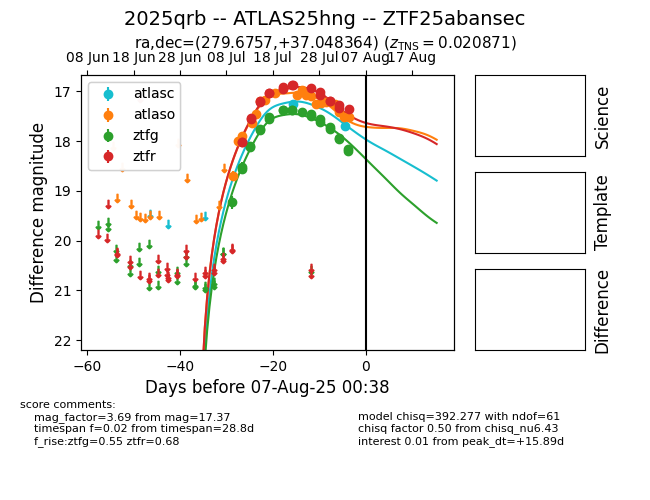 2025qrb -- ATLAS25hng -- ZTF25abansec
ra,dec=(279.6757,+37.048364) (z_TNS = 0.020871)
08 Jun 18 Jun 28 Jun 08 Jul 18 Jul 28 Jul 07 Aug 17 Aug
atlasc
atlaso
ztfg
ztfr
17
18
19
20
21
22
Difference magnitude
−60 −40 −20 0
Days before 07-Aug-25 00:38
Science
Template
Difference
score comments:
mag_factor=3.69 from mag=17.37
timespan f=0.02 from timespan=28.8d
f_rise:ztfg=0.55 ztfr=0.68
model chisq=392.277 with ndof=61
chisq factor 0.50 from chisq_nu6.43
interest 0.01 from peak_dt=+15.89d